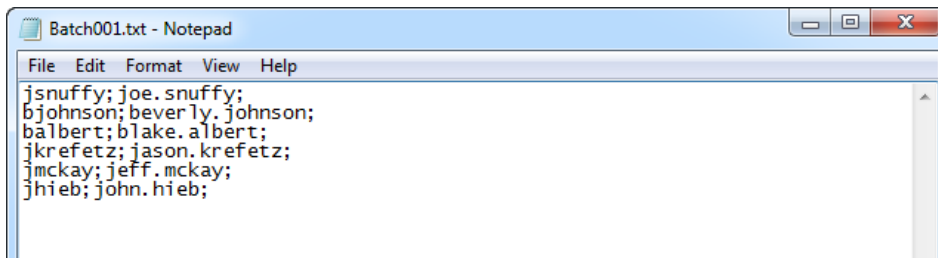 Batch001.txt - Notepad
File Edit Format View Help
jsnuffy;joe.snuffy;
bjohnson;beverly.johnson;
balbert;blake.albert;
jkrefetz;jason.krefetz;
jmckay;jeff.mckay;
jhieb;john.hieb;